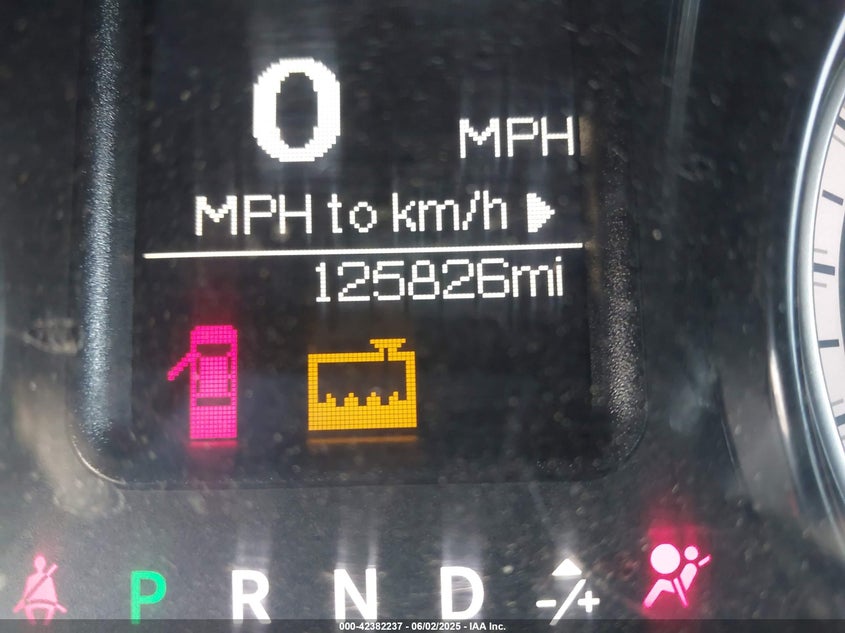 0 MPH
MPH to km/h
125826mi
P R N D -/+
000-42382237 - 06/02/2025 - IAA Inc.